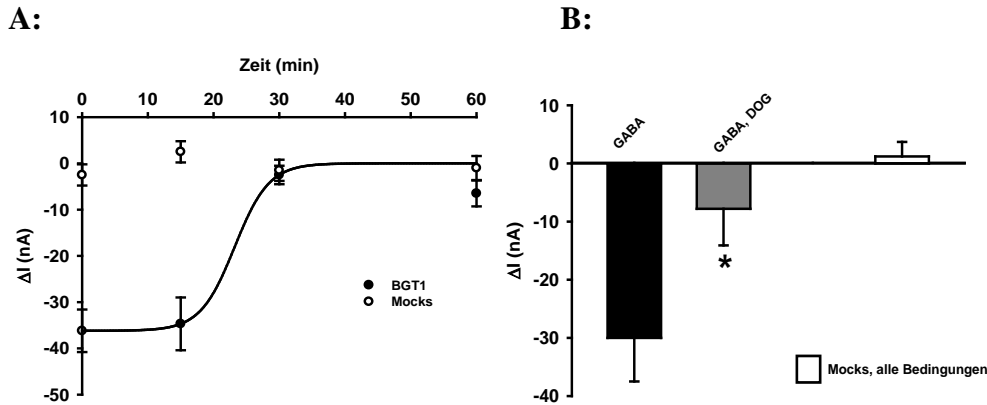 A:
B:
Zeit (min)
0 10 20 30 40 50 60
10
0
-10
-20
-30
-40
-50
ΔI (nA)
BGT1
Mocks
10
0
-10
-20
-30
-40
ΔI (nA)
GABA
GABA, DOG
*
Mocks, alle Bedingungen